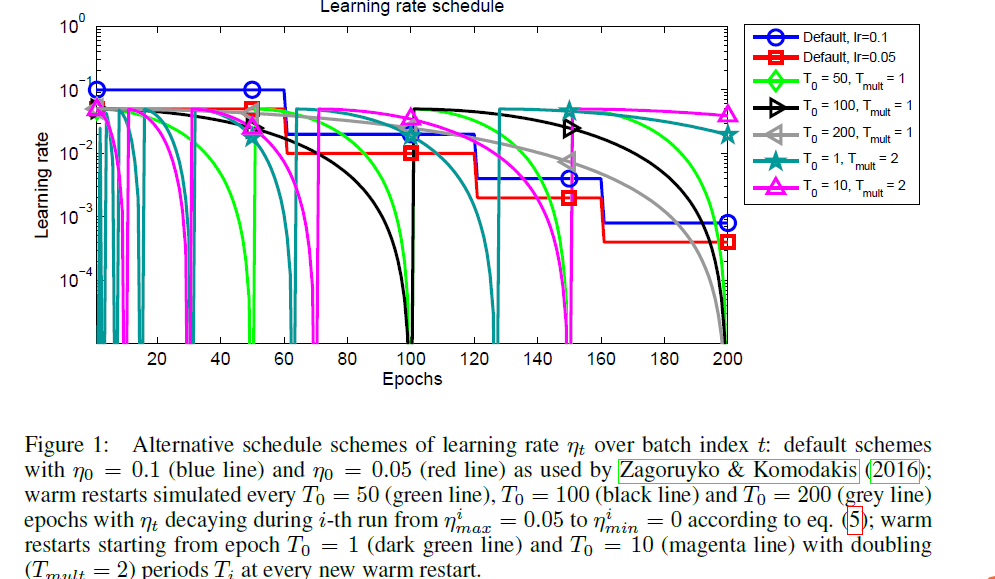 Learning rate schedule
10^0
10^-1
10^-2
10^-3
10^-4
Learning rate
20 40 60 80 100 120 140 160 180 200
Epochs
Default, lr=0.1
Default, lr=0.05
T_0 = 50, T_mult = 1
T_0 = 100, T_mult = 1
T_0 = 200, T_mult = 1
T_0 = 1, T_mult = 2
T_0 = 10, T_mult = 2
Figure 1: Alternative schedule schemes of learning rate η_t over batch index t: default schemes
with η_0 = 0.1 (blue line) and η_0 = 0.05 (red line) as used by Zagoruyko & Komodakis (2016);
warm restarts simulated every T_0 = 50 (green line), T_0 = 100 (black line) and T_0 = 200 (grey line)
epochs with η_t decaying during i-th run from η^i_max = 0.05 to η^i_min = 0 according to eq. (5); warm
restarts starting from epoch T_0 = 1 (dark green line) and T_0 = 10 (magenta line) with doubling
(T_mult = 2) periods T_i at every new warm restart.